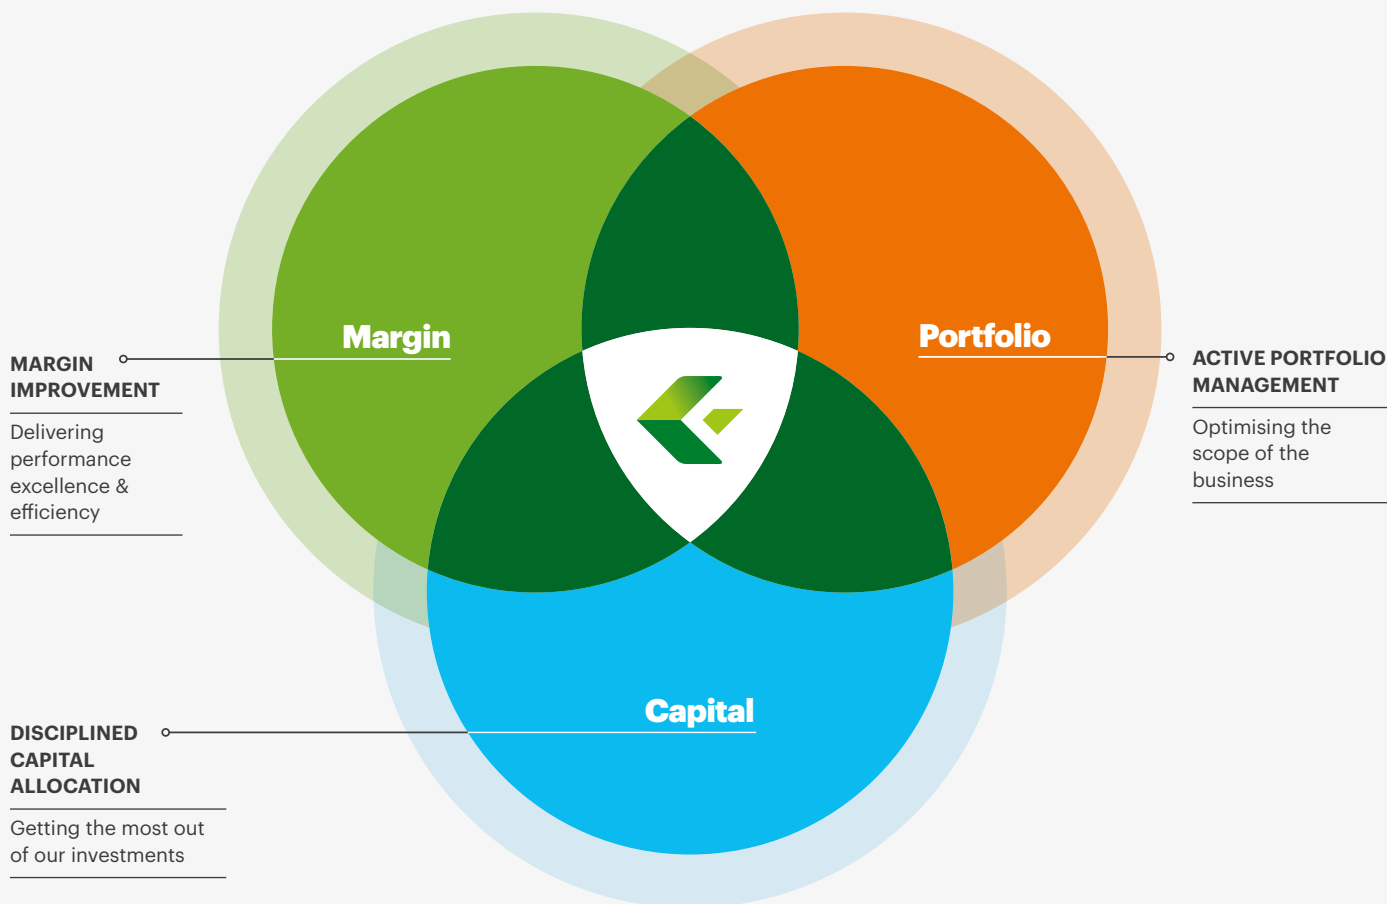 Margin
Portfolio
MARGIN
IMPROVEMENT
Delivering
performance
excellence &
efficiency
ACTIVE PORTFOLIO
MANAGEMENT
Optimising the
scope of the
business
Capital
DISCIPLINED
CAPITAL
ALLOCATION
Getting the most out
of our investments